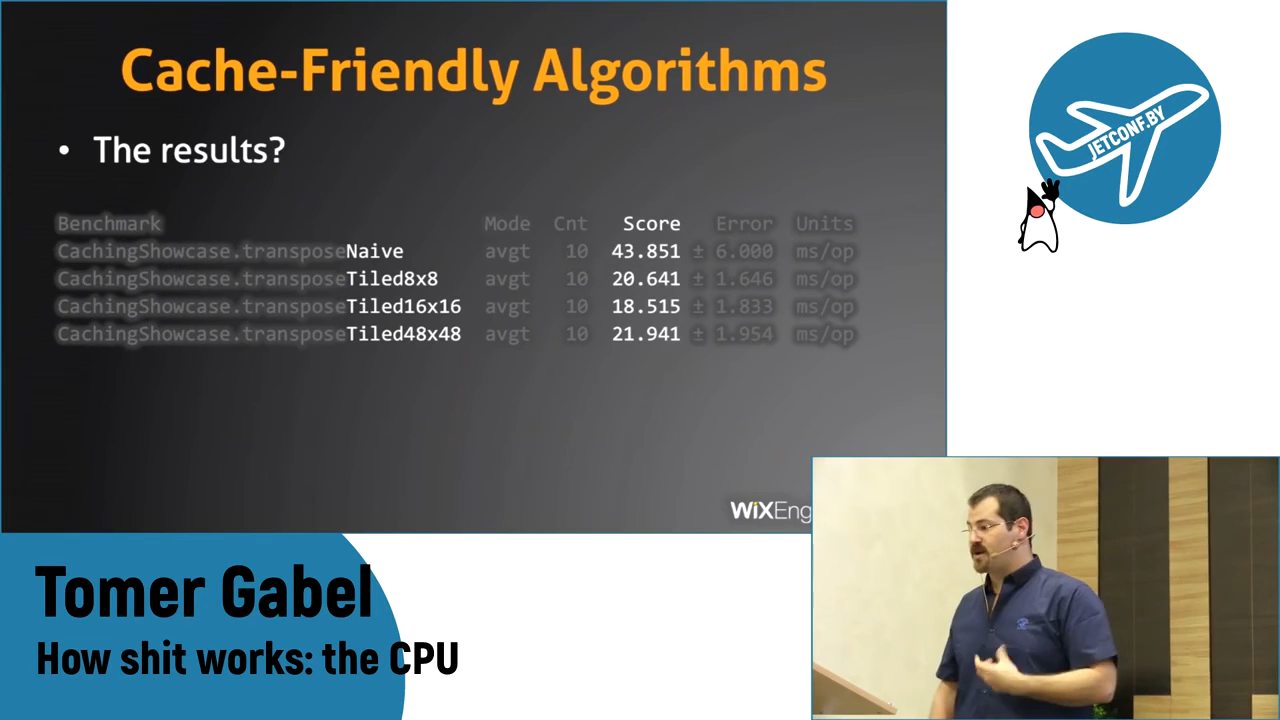 Cache-Friendly Algorithms
• The results?
Benchmark Mode Cnt Score Error Units
CachingShowcase.transposeNaive avgt 10 43.851 ± 6.000 ms/op
CachingShowcase.transposeTiled8x8 avgt 10 20.641 ± 1.646 ms/op
CachingShowcase.transposeTiled16x16 avgt 10 18.515 ± 1.833 ms/op
CachingShowcase.transposeTiled48x48 avgt 10 21.941 ± 1.954 ms/op
WiXEng
JETCONF.BY
Tomer Gabel
How shit works: the CPU